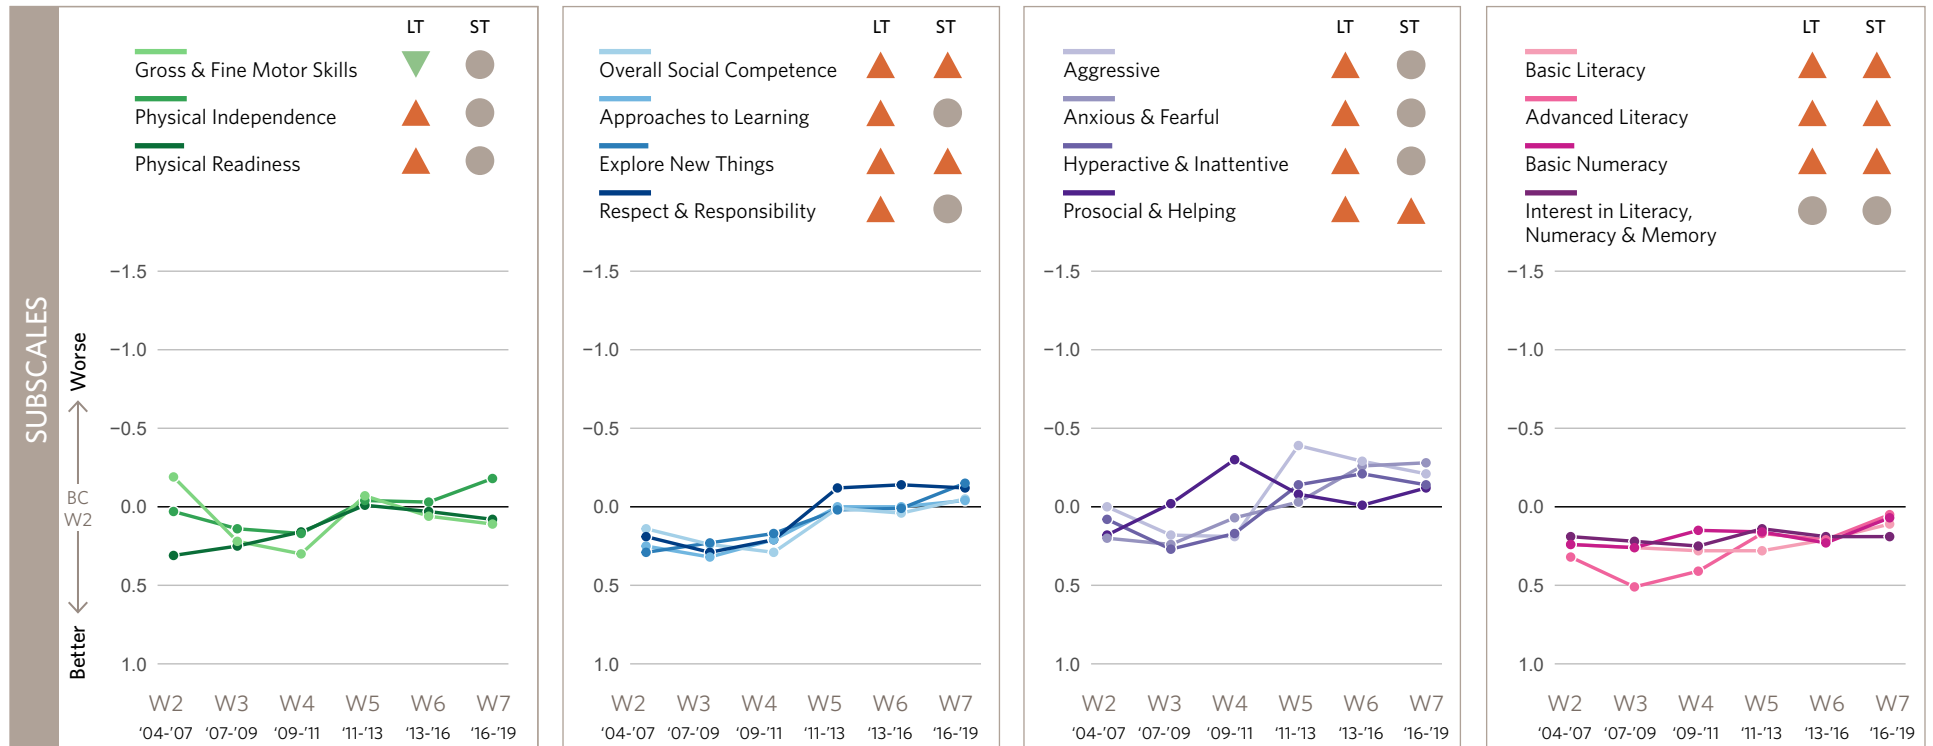 SUBSCALES
Worse
BC
W2
Better
LT ST
Gross & Fine Motor Skills
Physical Independence
Physical Readiness
−1.5
−1.0
−0.5
0.0
0.5
1.0
W2 W3 W4 W5 W6 W7
‘04-’07 ‘07-’09 ‘09-’11 ‘11-’13 ‘13-’16 ‘16-’19
LT ST
Overall Social Competence
Approaches to Learning
Explore New Things
Respect & Responsibility
−1.5
−1.0
−0.5
0.0
0.5
1.0
W2 W3 W4 W5 W6 W7
‘04-’07 ‘07-’09 ‘09-’11 ‘11-’13 ‘13-’16 ‘16-’19
LT ST
Aggressive
Anxious & Fearful
Hyperactive & Inattentive
Prosocial & Helping
−1.5
−1.0
−0.5
0.0
0.5
1.0
W2 W3 W4 W5 W6 W7
‘04-’07 ‘07-’09 ‘09-’11 ‘11-’13 ‘13-’16 ‘16-’19
LT ST
Basic Literacy
Advanced Literacy
Basic Numeracy
Interest in Literacy,
Numeracy & Memory
−1.5
−1.0
−0.5
0.0
0.5
1.0
W2 W3 W4 W5 W6 W7
‘04-’07 ‘07-’09 ‘09-’11 ‘11-’13 ‘13-’16 ‘16-’19